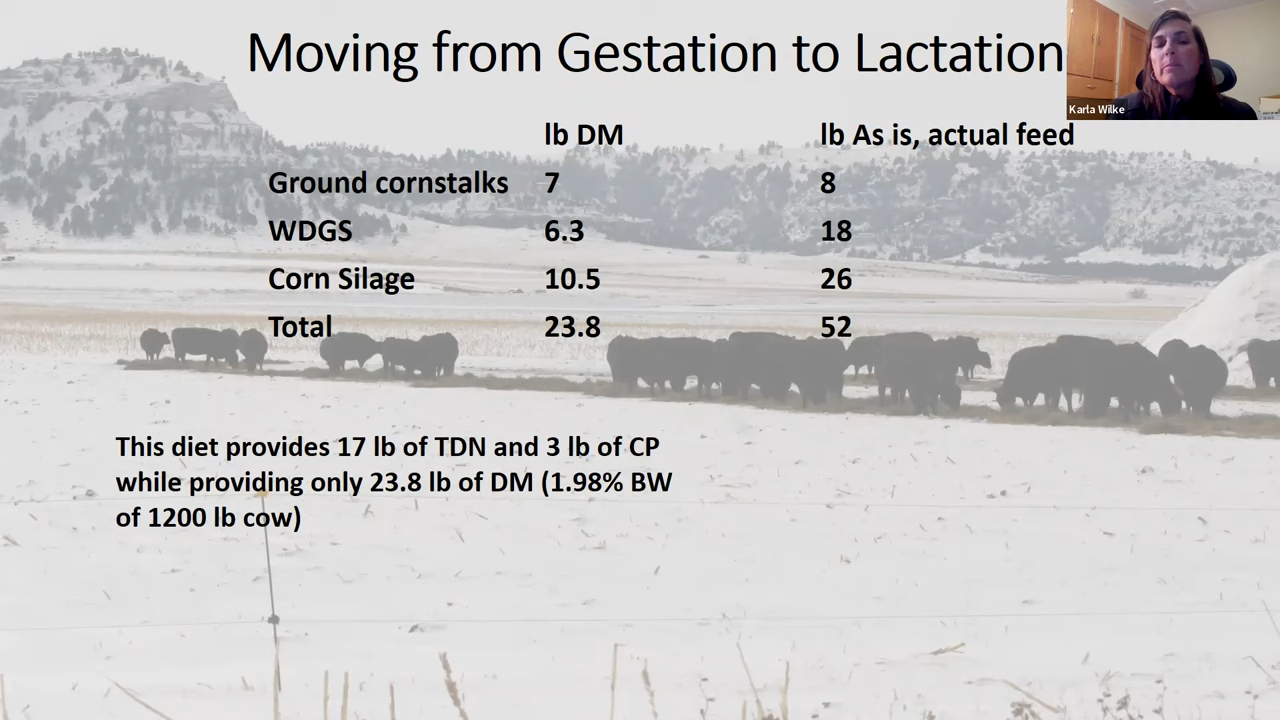 Moving from Gestation to Lactation
Karla Wilke
lb DM lb As is, actual feed
Ground cornstalks 7 8
WDGS 6.3 18
Corn Silage 10.5 26
Total 23.8 52
This diet provides 17 lb of TDN and 3 lb of CP
while providing only 23.8 lb of DM (1.98% BW
of 1200 lb cow)